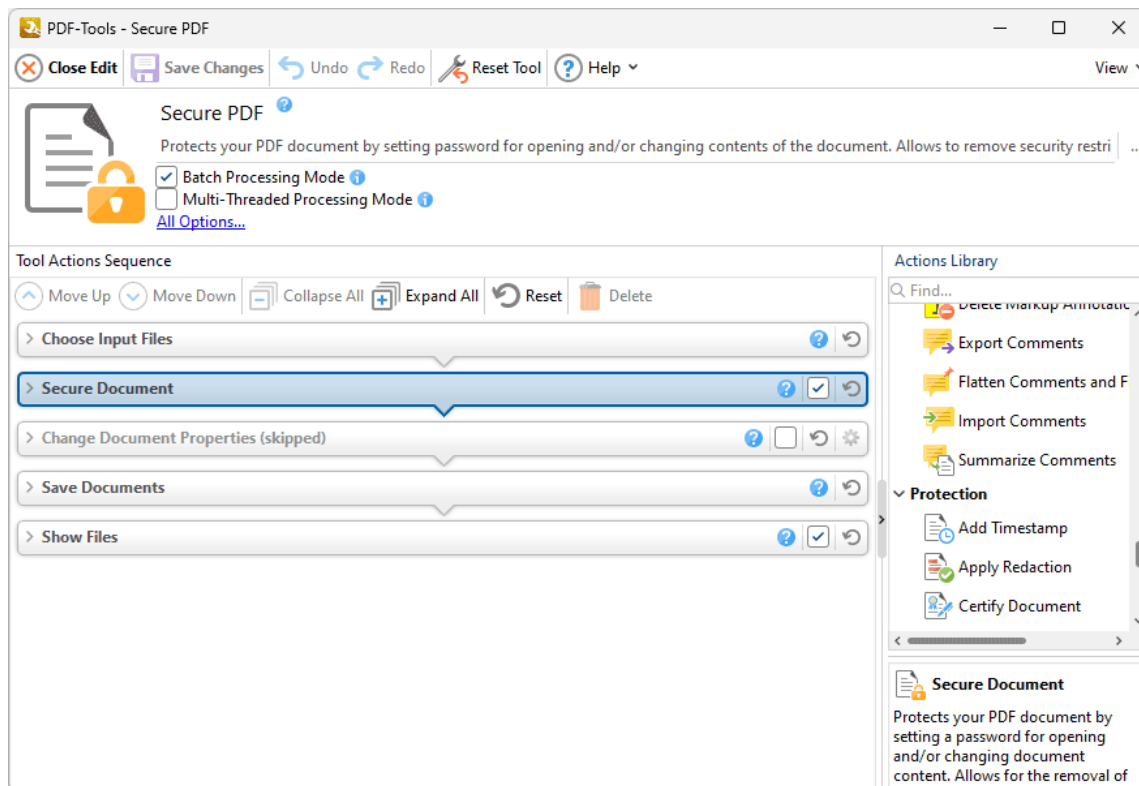 PDF-Tools - Secure PDF
Close Edit Save Changes Undo Redo Reset Tool Help View
Secure PDF
Protects your PDF document by setting password for opening and/or changing contents of the document. Allows to remove security restri ...
Batch Processing Mode
Multi-Threaded Processing Mode
All Options...
Tool Actions Sequence
Move Up Move Down Collapse All Expand All Reset Delete
Choose Input Files
Secure Document
Change Document Properties (skipped)
Save Documents
Show Files
Actions Library
Find...
Delete Markup Annotatic
Export Comments
Flatten Comments and F
Import Comments
Summarize Comments
Protection
Add Timestamp
Apply Redaction
Certify Document
Secure Document
Protects your PDF document by
setting a password for opening
and/or changing document
content. Allows for the removal of